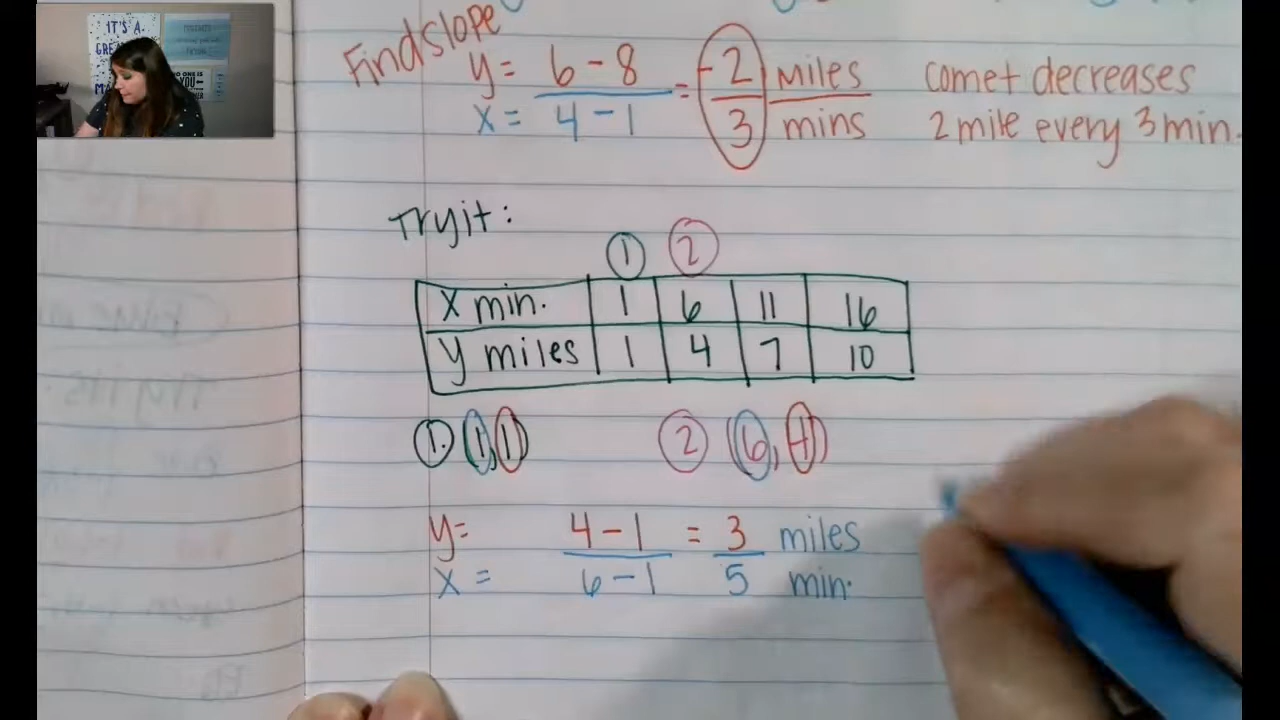 IT'S A
Find slope
y = 6 - 8 = -2 miles comet decreases
x = 4 - 1 3 mins 2 mile every 3 min.
Try it:
① ②
X min. 1 6 11 16
y miles 1 4 7 10
①. (1,1) ② (6,4)
y= 4 - 1 = 3 miles
x = 6 - 1 5 min.